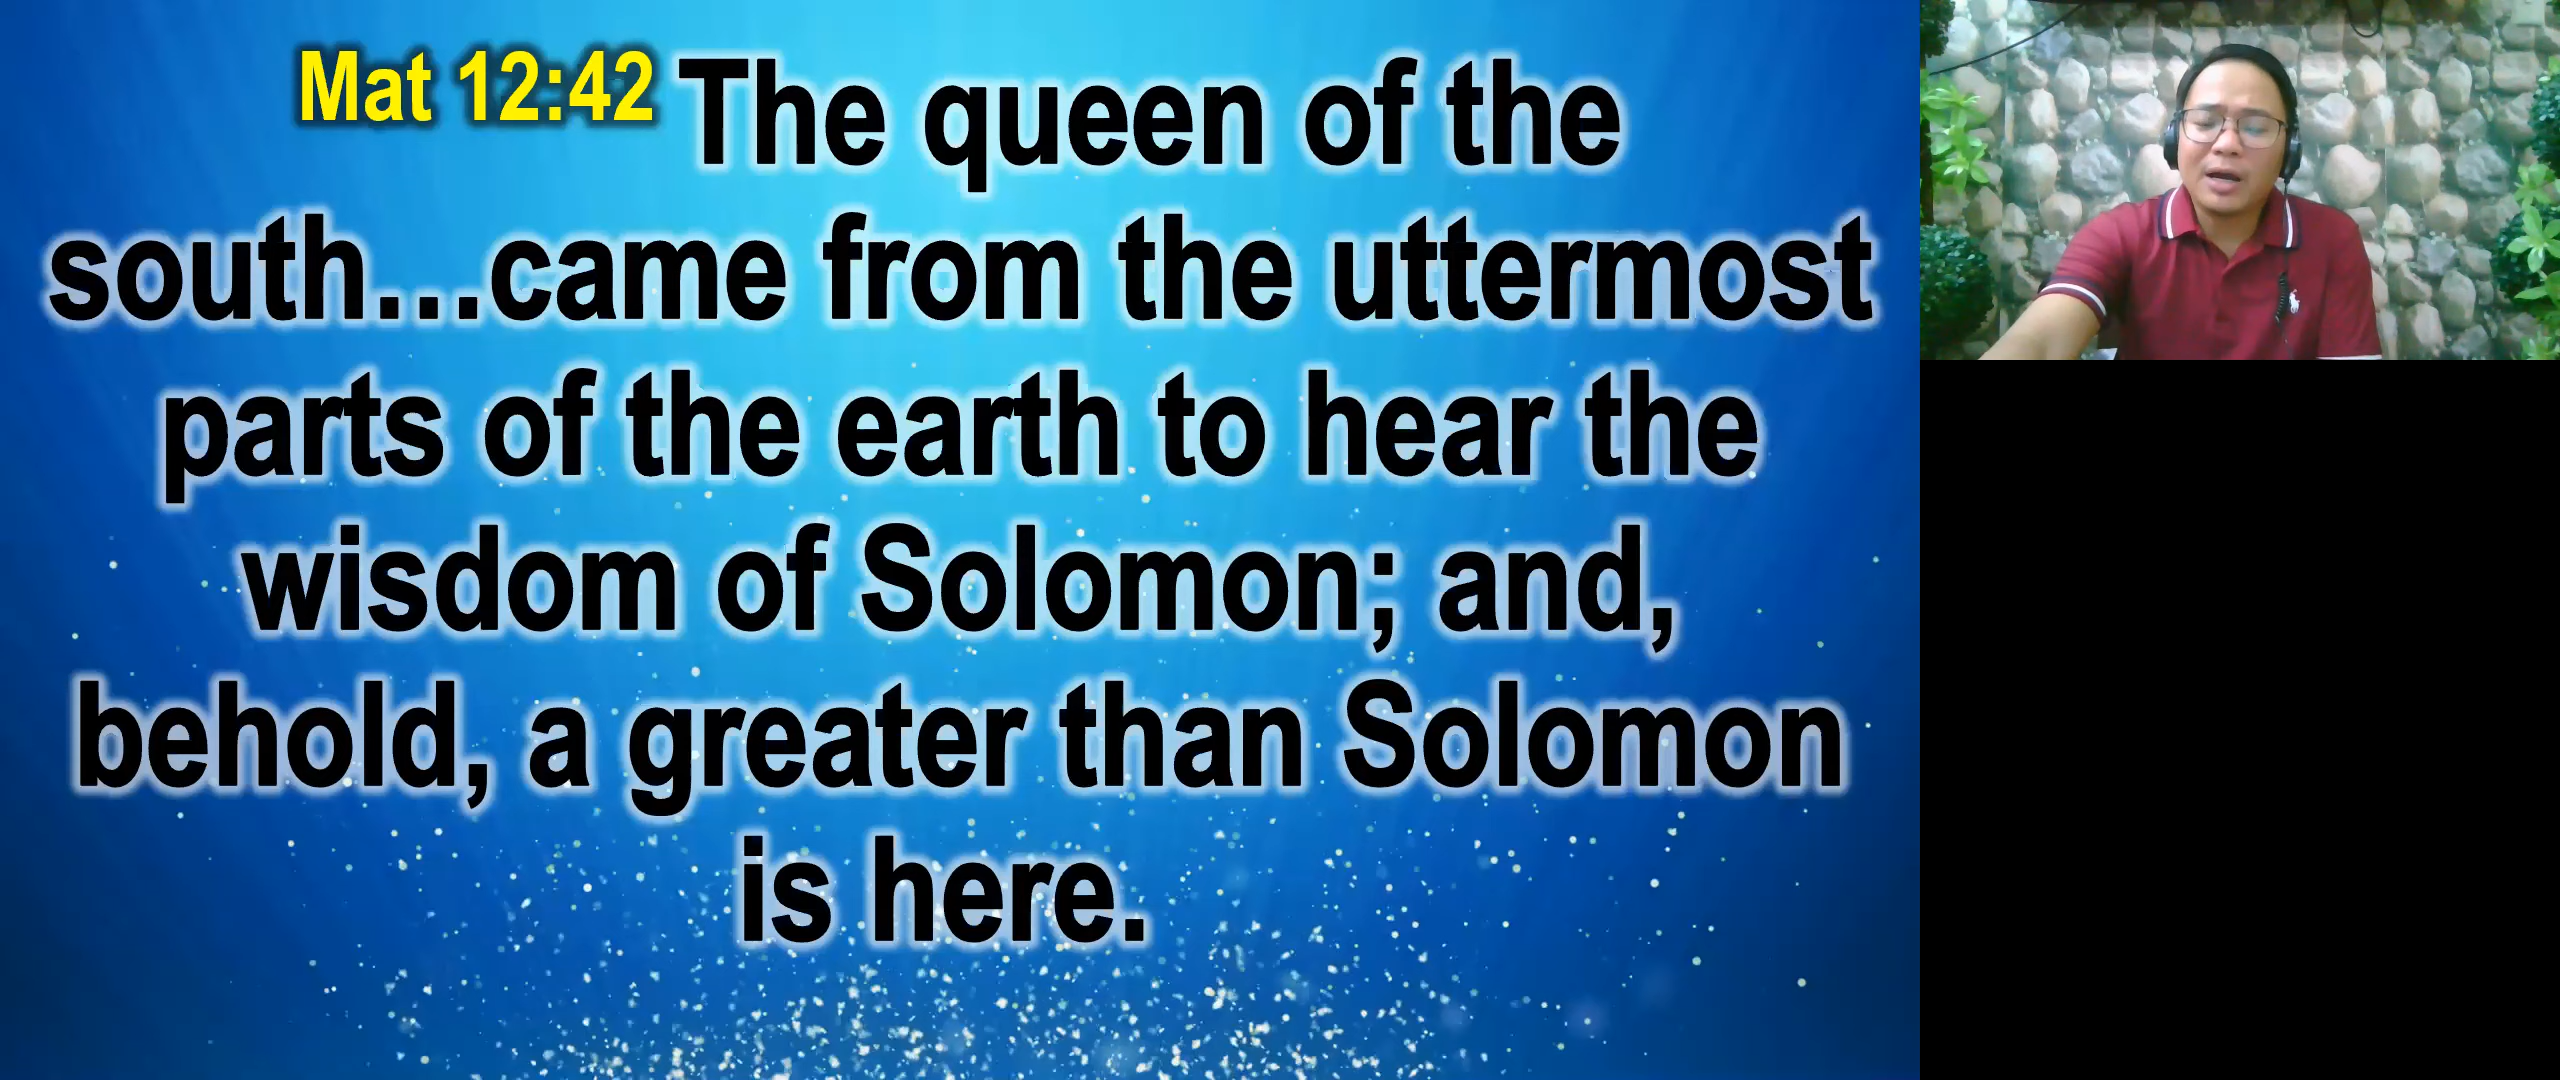 Mat 12:42 The queen of the
south...came from the uttermost
parts of the earth to hear the
wisdom of Solomon; and,
behold, a greater than Solomon
is here.